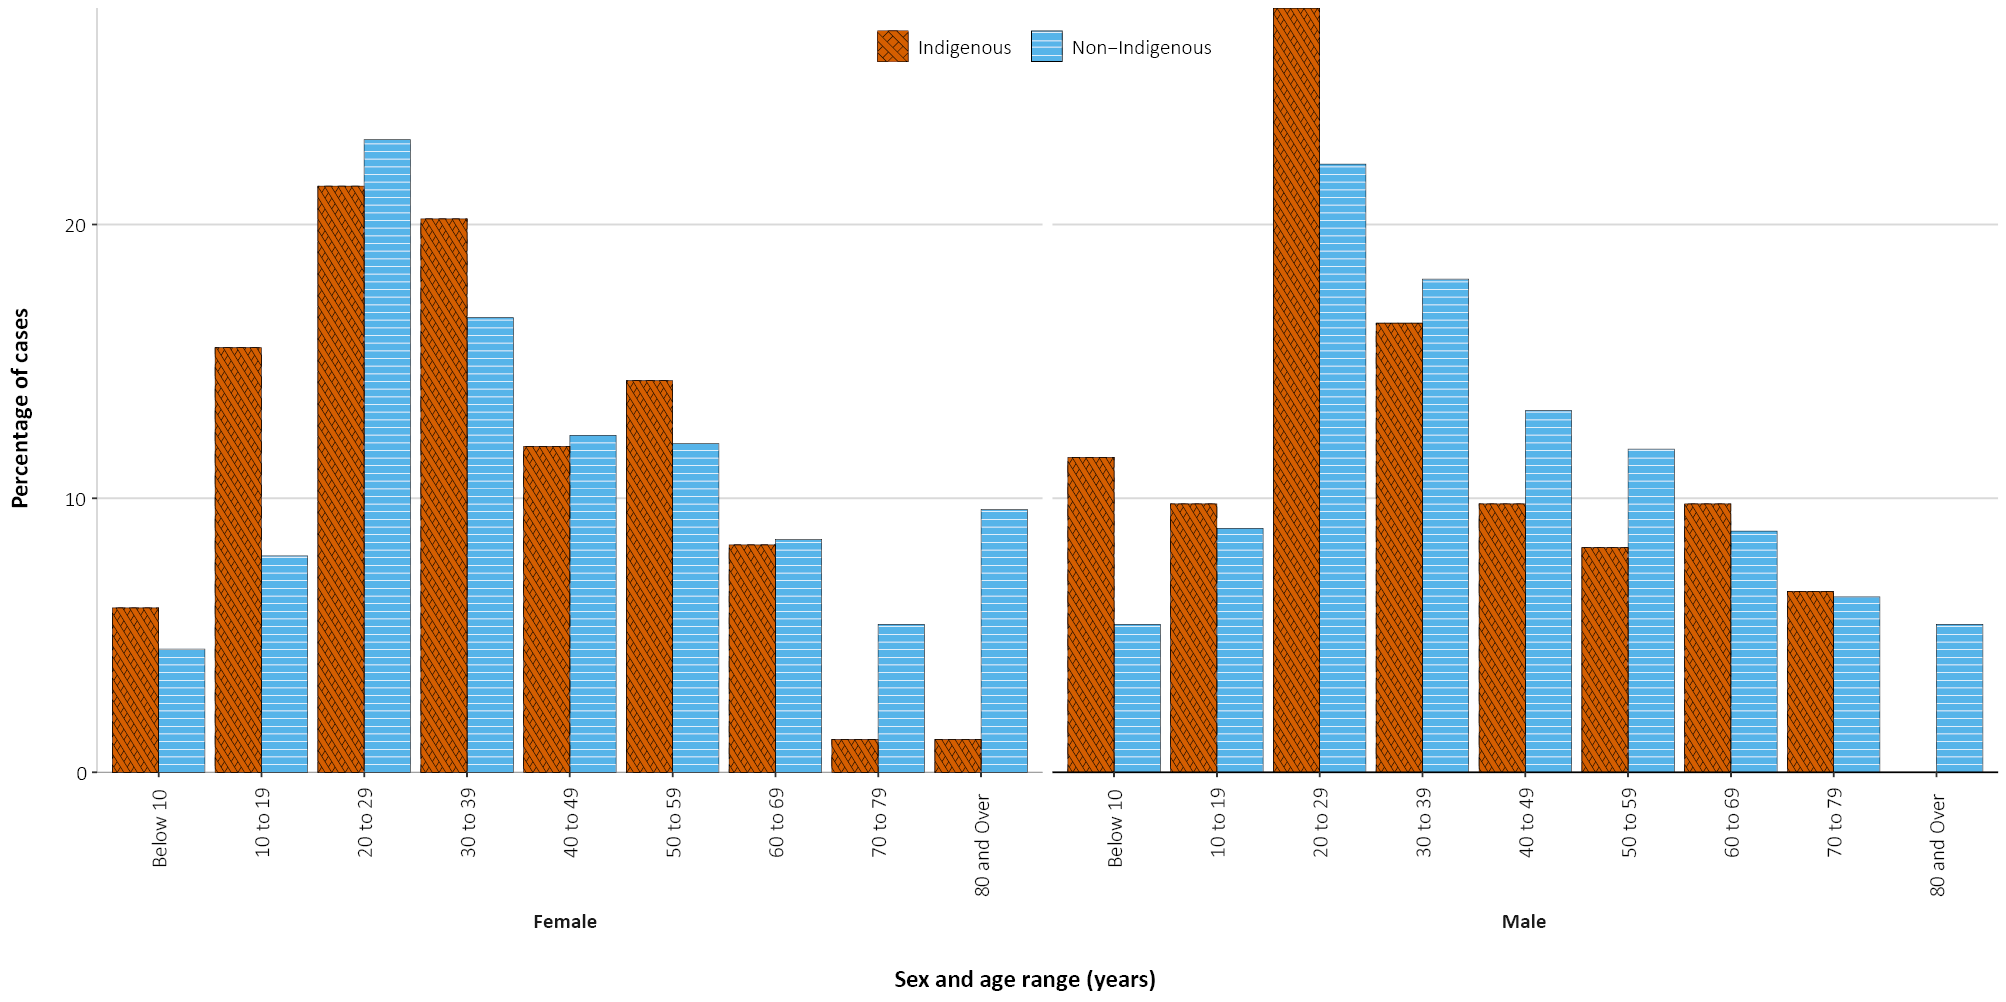 Indigenous
Non−Indigenous
Percentage of cases
20
10
0
Below 10
10 to 19
20 to 29
30 to 39
40 to 49
50 to 59
60 to 69
70 to 79
80 and Over
Below 10
10 to 19
20 to 29
30 to 39
40 to 49
50 to 59
60 to 69
70 to 79
80 and Over
Female
Male
Sex and age range (years)